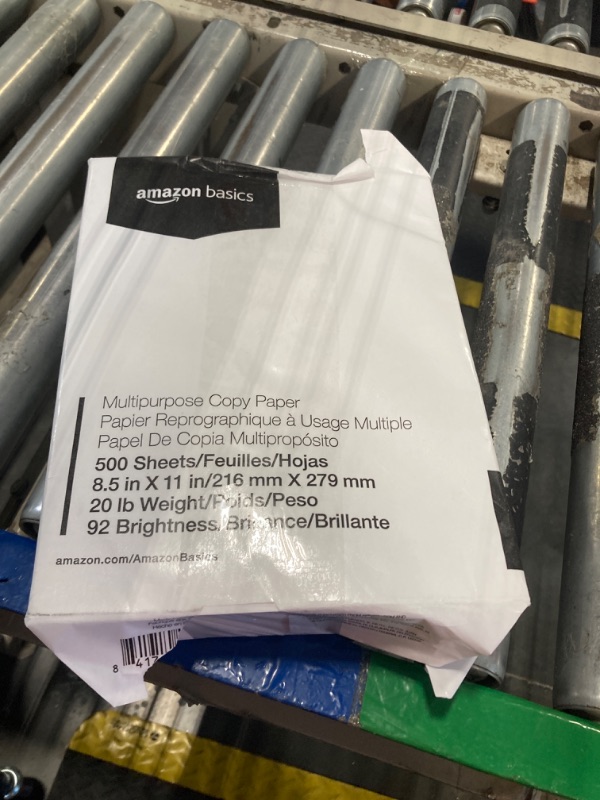 amazon basics
Multipurpose Copy Paper
Papier Reprographique à Usage Multiple
Papel De Copia Multipropósito
500 Sheets/Feuilles/Hojas
8.5 in X 11 in/216 mm X 279 mm
20 lb Weight/Poids/Peso
92 Brightness/Brillance/Brillante
amazon.com/AmazonBasics
8 417